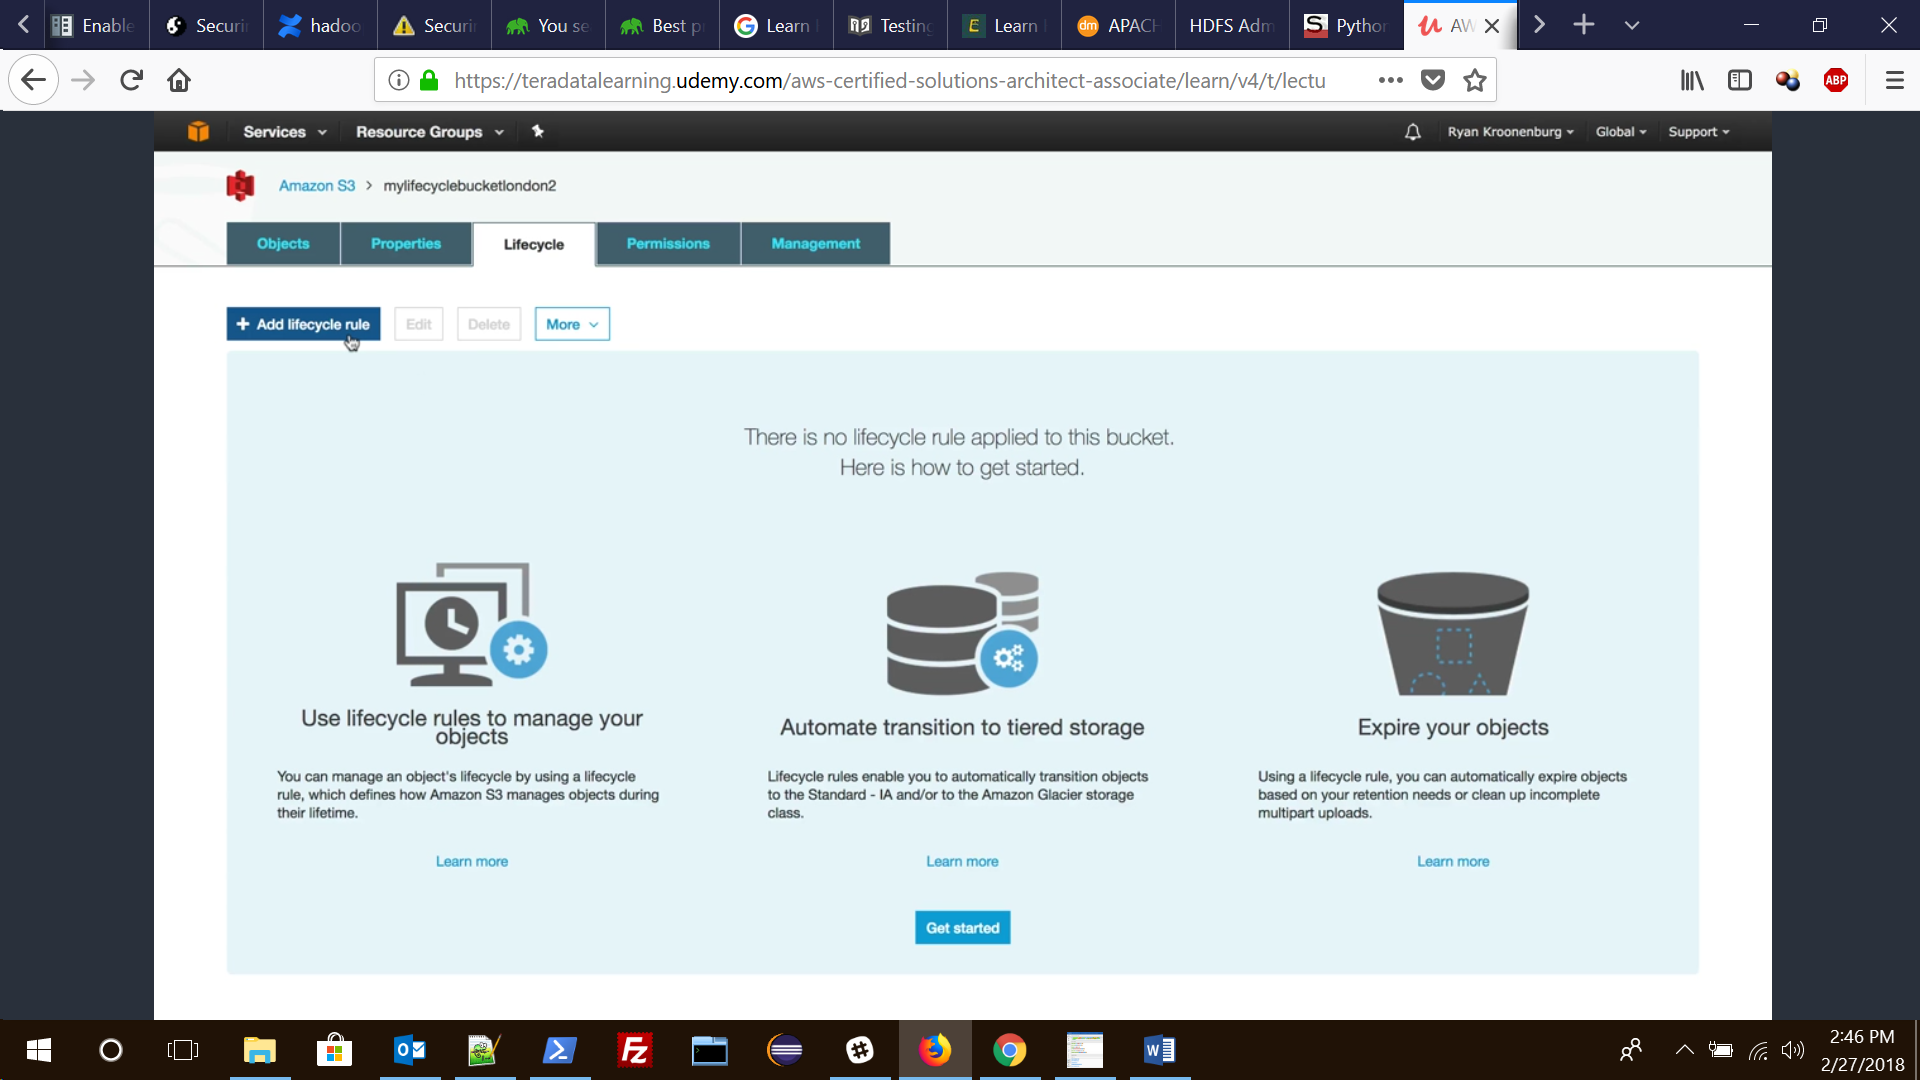 Enable
Securi
hadoo
Securi
You se
Best p
Learn
Testing
E Learn
dm APACH
HDFS Adm
S Python
AW
https://teradatalearning.udemy.com/aws-certified-solutions-architect-associate/learn/v4/t/lectu
ABP
Services Resource Groups Ryan Kroonenburg Global Support
Amazon S3 > mylifecyclebucketlondon2
Objects Properties Lifecycle Permissions Management
+ Add lifecycle rule Edit Delete More
There is no lifecycle rule applied to this bucket.
Here is how to get started.
Use lifecycle rules to manage your
objects
You can manage an object's lifecycle by using a lifecycle
rule, which defines how Amazon S3 manages objects during
their lifetime.
Learn more
Automate transition to tiered storage
Lifecycle rules enable you to automatically transition objects
to the Standard - IA and/or to the Amazon Glacier storage
class.
Learn more
Expire your objects
Using a lifecycle rule, you can automatically expire objects
based on your retention needs or clean up incomplete
multipart uploads.
Learn more
Get started
2:46 PM
2/27/2018